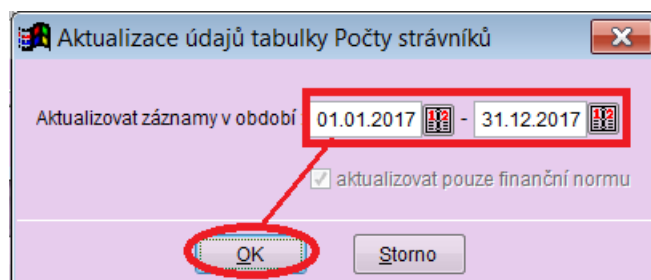 Aktualizace údajů tabulky Počty strávníků
Aktualizovat záznamy v období : 01.01.2017 - 31.12.2017
aktualizovat pouze finanční normu
OK Storno